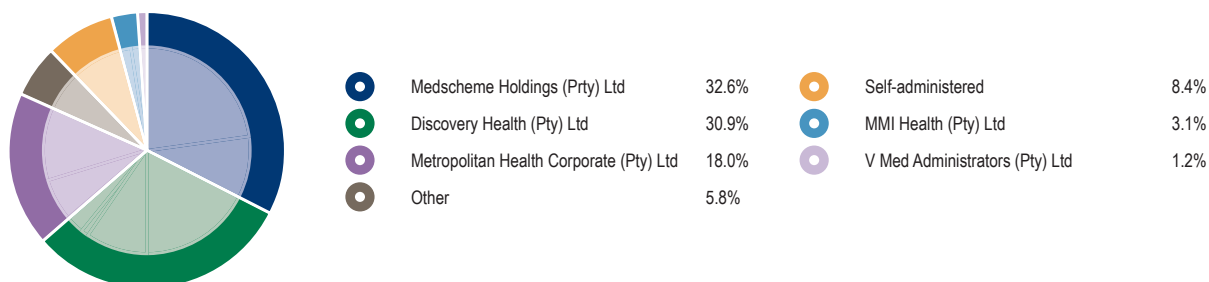 Medscheme Holdings (Prty) Ltd 32.6%
Discovery Health (Pty) Ltd 30.9%
Metropolitan Health Corporate (Pty) Ltd 18.0%
Other 5.8%
Self-administered 8.4%
MMI Health (Pty) Ltd 3.1%
V Med Administrators (Pty) Ltd 1.2%